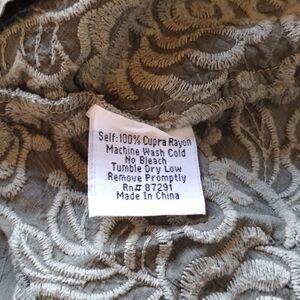 Self:100% Cupra Rayon
Machine Wash Cold
No Bleach
Tumble Dry Low
Remove Promptly
Rn# 87291
Made In China